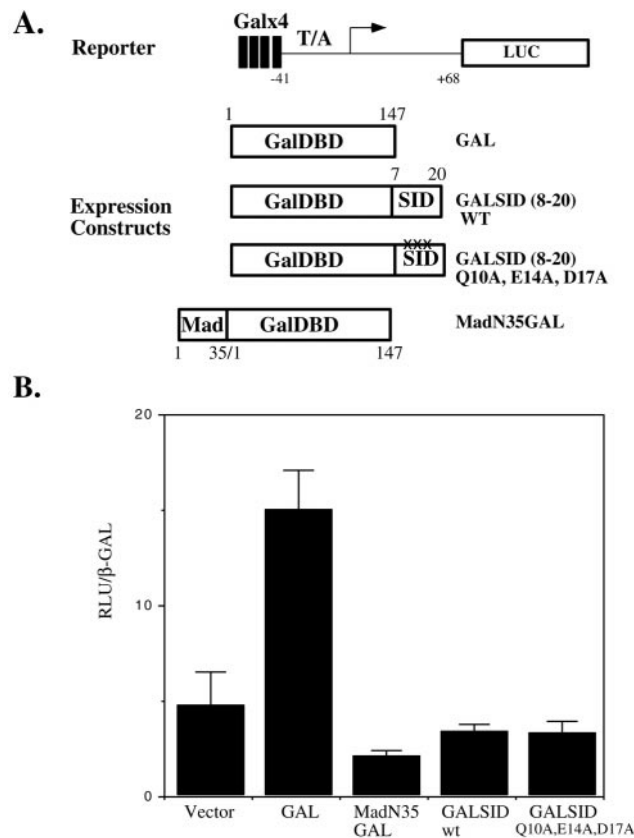 A.
Galx4
Reporter
T/A
LUC
-41
+68
1
147
GalDBD
GAL
7
20
Expression
Constructs
GalDBD
SID
GALSID (8-20)
WT
XXX
GalDBD
SID
GALSID (8-20)
Q10A, E14A, D17A
Mad
GalDBD
MadN35GAL
1
35/1
147
B.
20
10
0
RLU/β-GAL
Vector
GAL
MadN35
GAL
GALSID
wt
GALSID
Q10A,E14A,D17A